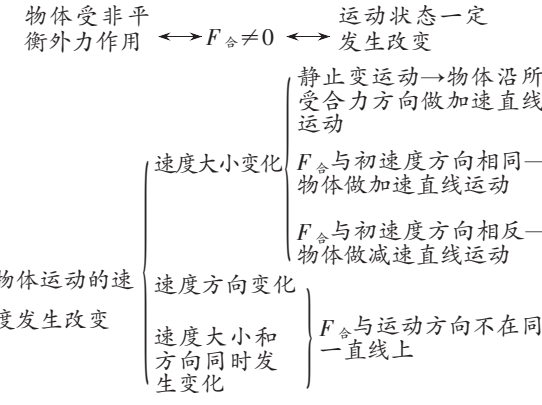 物体受非平
衡外力作用
↔F合≠0↔
运动状态一定
发生改变
静止变运动→物体沿所
受合力方向做加速直线
运动
速度大小变化
F合与初速度方向相同—
物体做加速直线运动
F合与初速度方向相反—
物体做减速直线运动
物体运动的速
度发生改变
速度方向变化
速度大小和
方向同时发
生变化
F合与运动方向不在同
一直线上